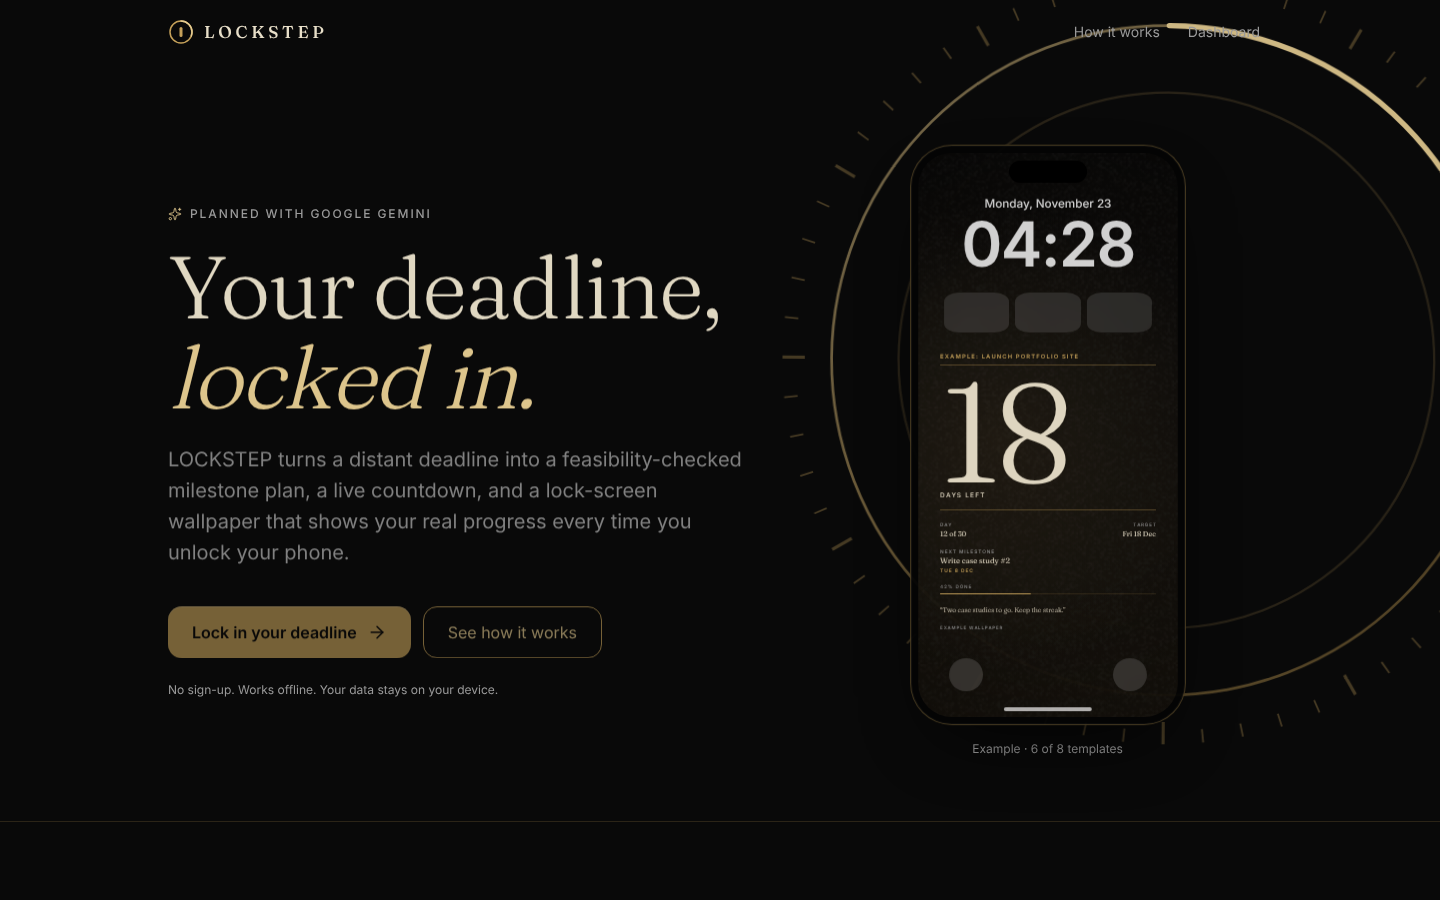 LOCKSTEP
How it works
Dashboard
PLANNED WITH GOOGLE GEMINI
Your deadline,
locked in.
LOCKSTEP turns a distant deadline into a feasibility-checked
milestone plan, a live countdown, and a lock-screen
wallpaper that shows your real progress every time you
unlock your phone.
Lock in your deadline
See how it works
No sign-up. Works offline. Your data stays on your device.
Monday, November 23
04:28
EXAMPLE: LAUNCH PORTFOLIO SITE
18
DAYS LEFT
DAY
TARGET
12 of 30
Fri 18 Dec
NEXT MILESTONE
Write case study #2
TUE 8 DEC
DONE
"Two case studies to go. Keep the streak."
EXAMPLE WALLPAPER
Example · 6 of 8 templates